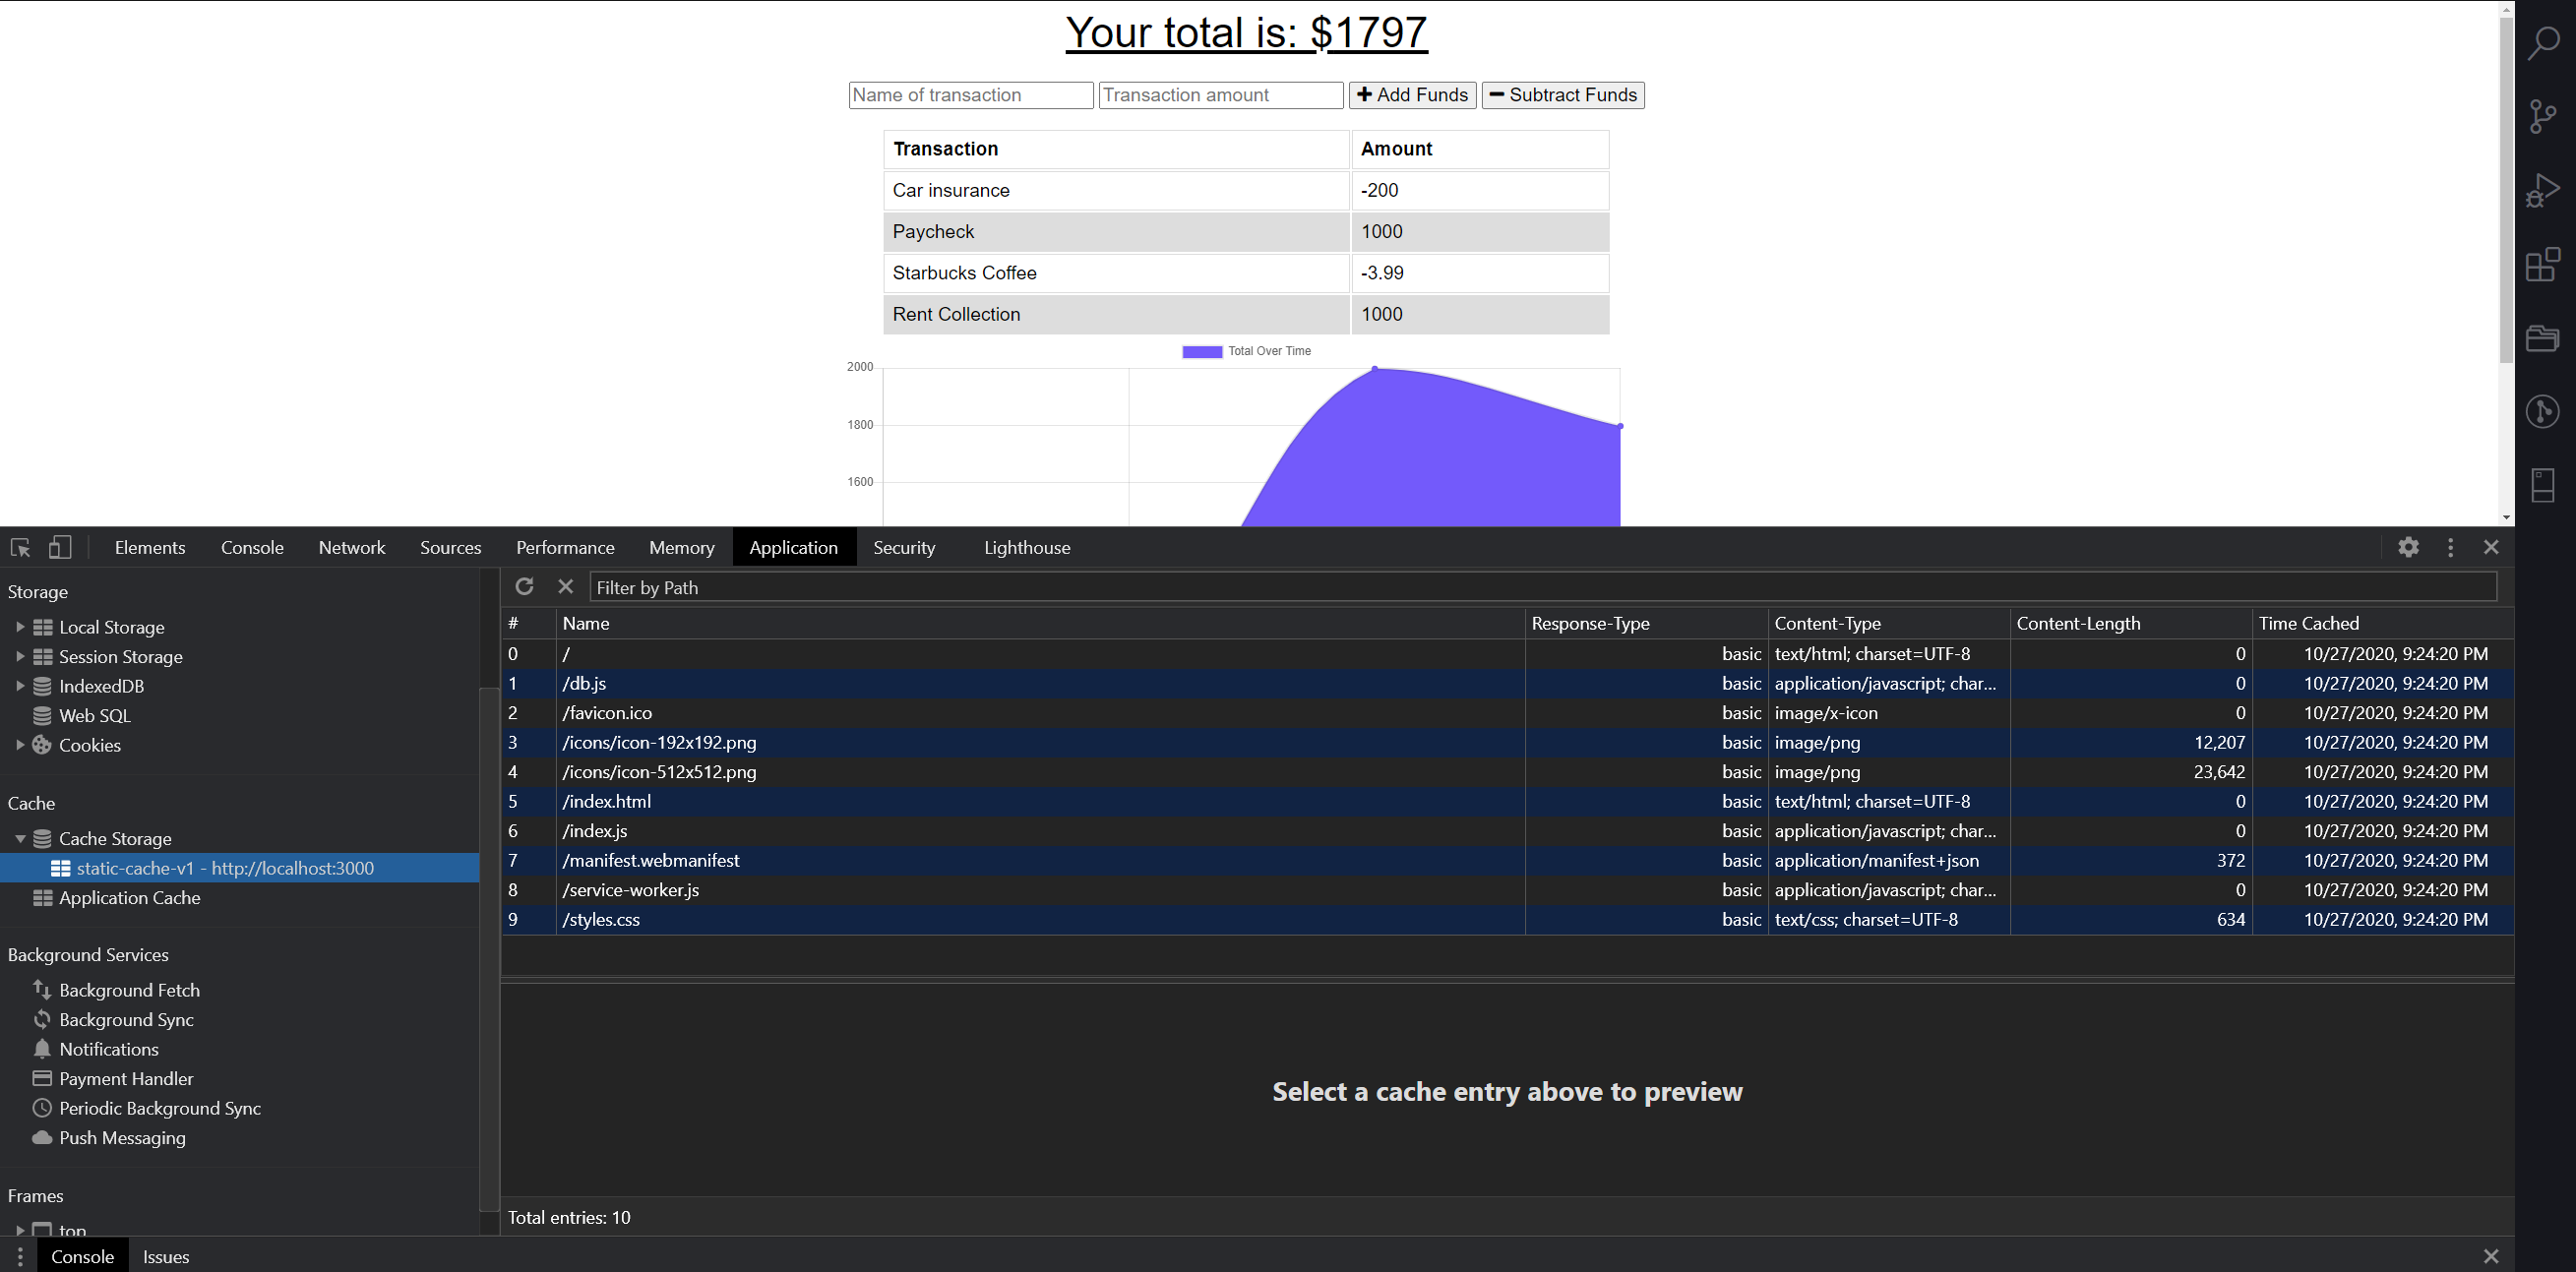 Your total is: $1797
Name of transaction Transaction amount Add Funds Subtract Funds
Transaction Amount
Car insurance -200
Paycheck 1000
Starbucks Coffee -3.99
Rent Collection 1000
Total Over Time
2000
1800
1600
Elements Console Network Sources Performance Memory Application Security Lighthouse
Storage
Local Storage
Session Storage
IndexedDB
Web SQL
Cookies
Cache
Cache Storage
static-cache-v1 - http://localhost:3000
Application Cache
Background Services
Background Fetch
Background Sync
Notifications
Payment Handler
Periodic Background Sync
Push Messaging
Frames
top
Filter by Path
# Name Response-Type Content-Type Content-Length Time Cached
0 / basic text/html; charset=UTF-8 0 10/27/2020, 9:24:20 PM
1 /db.js basic application/javascript; char... 0 10/27/2020, 9:24:20 PM
2 /favicon.ico basic image/x-icon 0 10/27/2020, 9:24:20 PM
3 /icons/icon-192x192.png basic image/png 12,207 10/27/2020, 9:24:20 PM
4 /icons/icon-512x512.png basic image/png 23,642 10/27/2020, 9:24:20 PM
5 /index.html basic text/html; charset=UTF-8 0 10/27/2020, 9:24:20 PM
6 /index.js basic application/javascript; char... 0 10/27/2020, 9:24:20 PM
7 /manifest.webmanifest basic application/manifest+json 372 10/27/2020, 9:24:20 PM
8 /service-worker.js basic application/javascript; char... 0 10/27/2020, 9:24:20 PM
9 /styles.css basic text/css; charset=UTF-8 634 10/27/2020, 9:24:20 PM
Select a cache entry above to preview
Total entries: 10
Console Issues